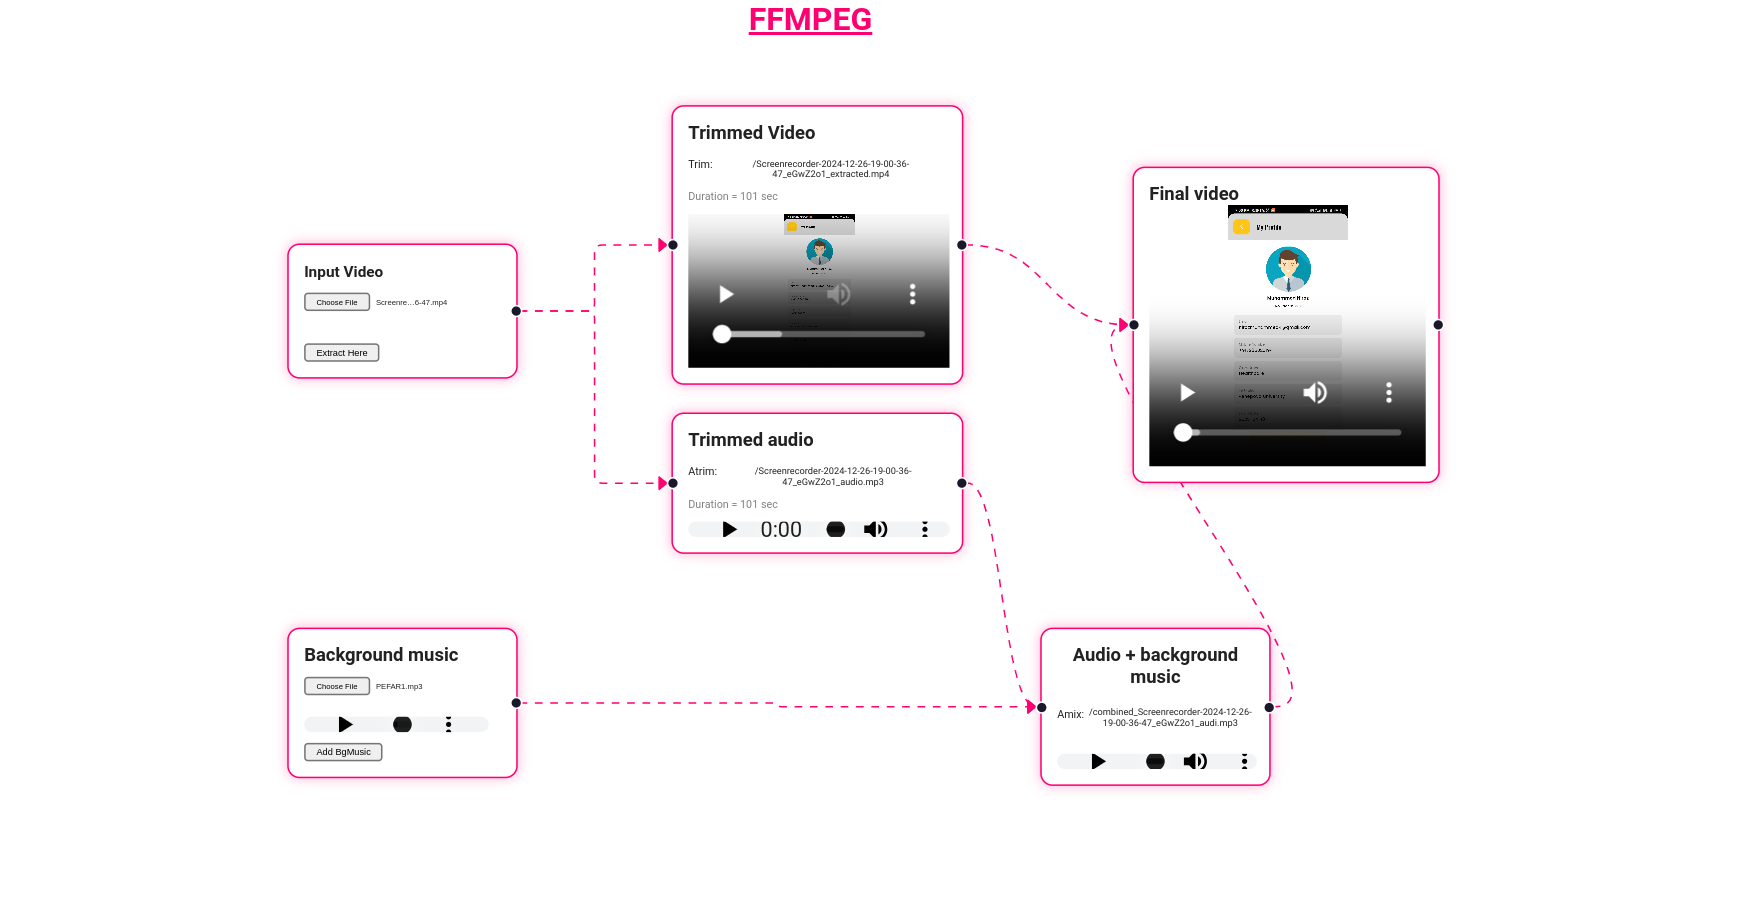 FFMPEG
Trimmed Video
Trim:
/Screenrecorder-2024-12-26-19-00-36-
47_eGwZ2o1_extracted.mp4
Duration = 101 sec
Final video
My Profile
Input Video
Choose File Screenre...6-47.mp4
Extract Here
Trimmed audio
Atrim:
/Screenrecorder-2024-12-26-19-00-36-
47_eGwZ2o1_audio.mp3
Duration = 101 sec
0:00
Background music
Choose File PEFAR1.mp3
Add BgMusic
Audio + background
music
Amix:
/combined_Screenrecorder-2024-12-26-
19-00-36-47_eGwZ2o1_audi.mp3